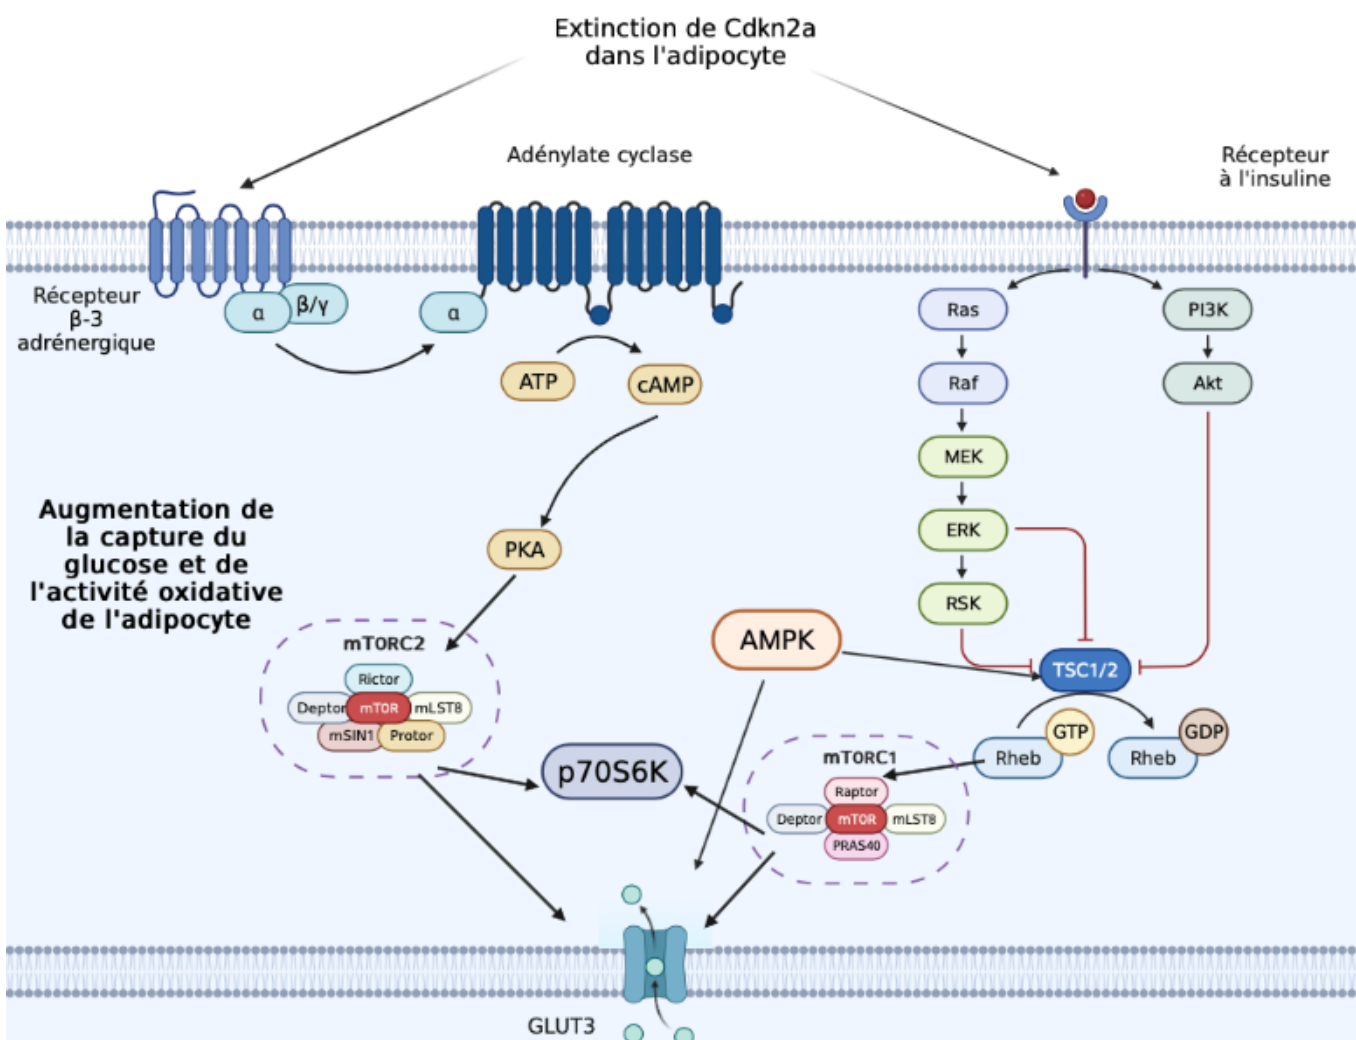 Extinction de Cdkn2a
dans l'adipocyte
Adénylate cyclase
Récepteur
à l'insuline
Récepteur
β-3
adrénergique
α
β/γ
α
ATP
cAMP
Ras
PI3K
Raf
Akt
MEK
ERK
RSK
PKA
Augmentation de
la capture du
glucose et de
l'activité oxidative
de l'adipocyte
mTORC2
Rictor
Deptor
mTOR
mLST8
mSIN1
Protor
AMPK
TSC1/2
GTP
Rheb
GDP
Rheb
p70S6K
mTORC1
Raptor
Deptor
mTOR
mLST8
PRAS40
GLUT3